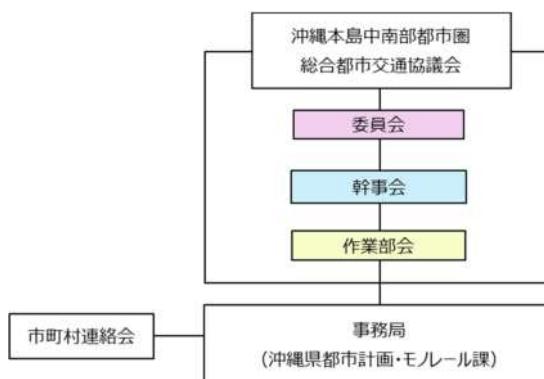 沖縄本島中南部都市圏
総合都市交通協議会
委員会
幹事会
作業部会
市町村連絡会
事務局
（沖縄県都市計画・モノレール課）